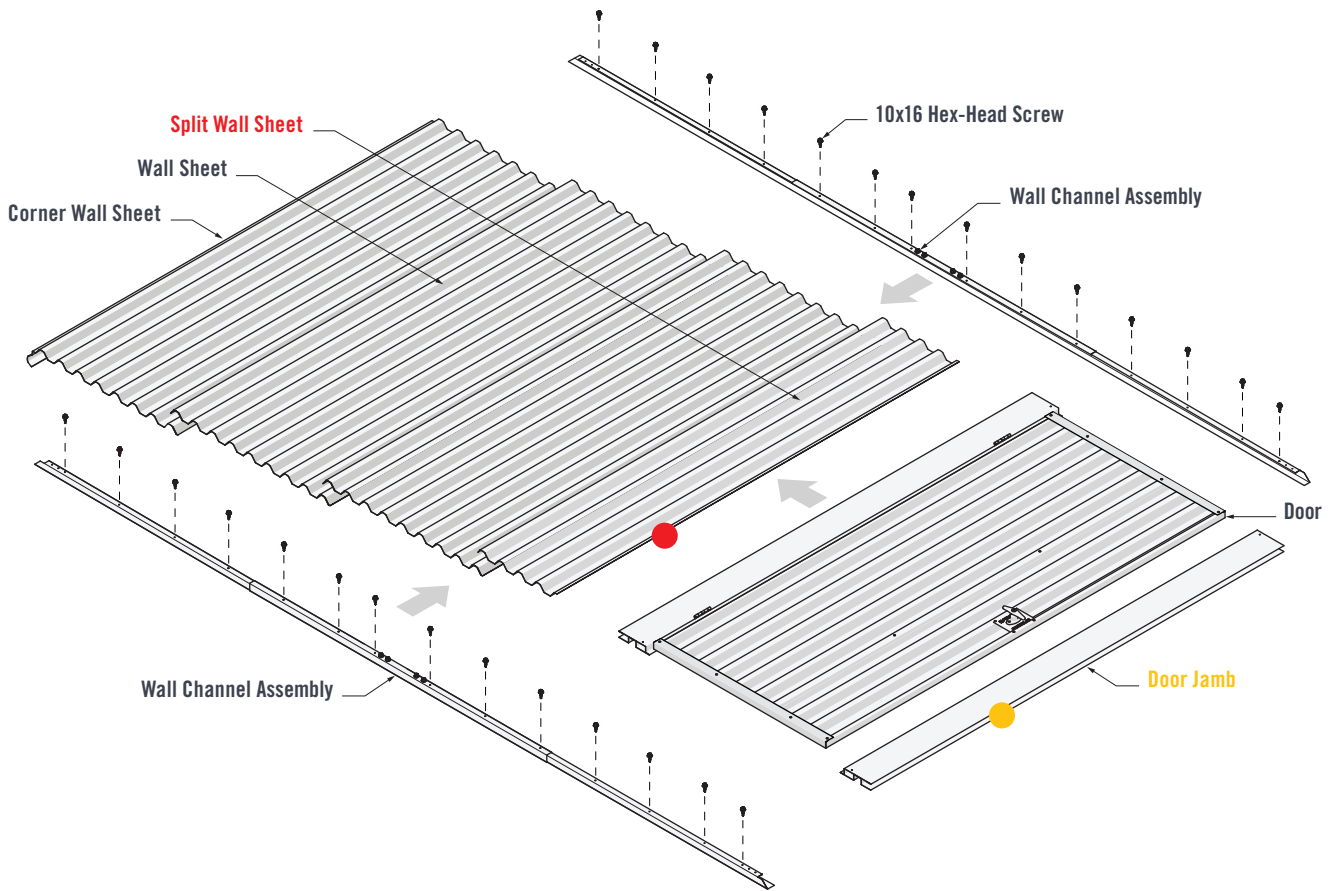 Split Wall Sheet
10x16 Hex-Head Screw
Wall Sheet
Wall Channel Assembly
Corner Wall Sheet
Door
Wall Channel Assembly
Door Jamb